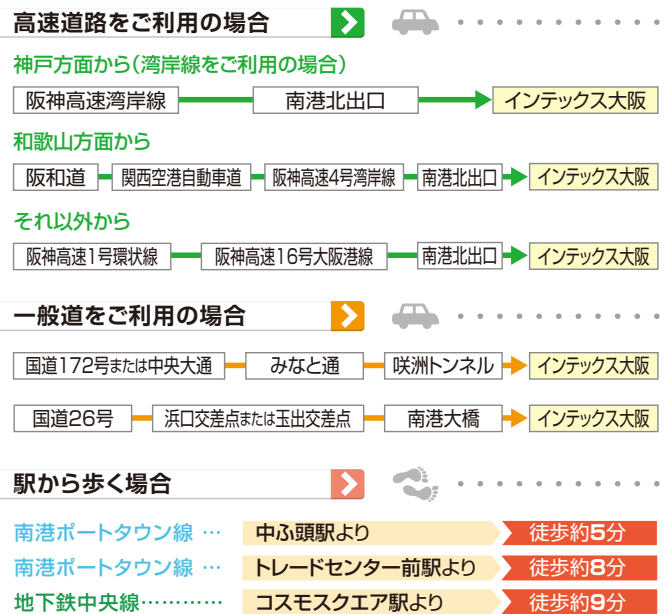 高速道路をご利用の場合
神戸方面から(湾岸線をご利用の場合)
阪神高速湾岸線 南港北出口 インテックス大阪
和歌山方面から
阪和道 関西空港自動車道 阪神高速4号湾岸線 南港北出口 インテックス大阪
それ以外から
阪神高速1号環状線 阪神高速16号大阪港線 南港北出口 インテックス大阪
一般道をご利用の場合
国道172号または中央大通 みなと通 咲洲トンネル インテックス大阪
国道26号 浜口交差点または玉出交差点 南港大橋 インテックス大阪
駅から歩く場合
南港ポートタウン線 … 中ふ頭駅より 徒歩約5分
南港ポートタウン線 … トレードセンター前駅より 徒歩約8分
地下鉄中央線………… コスモスクエア駅より 徒歩約9分